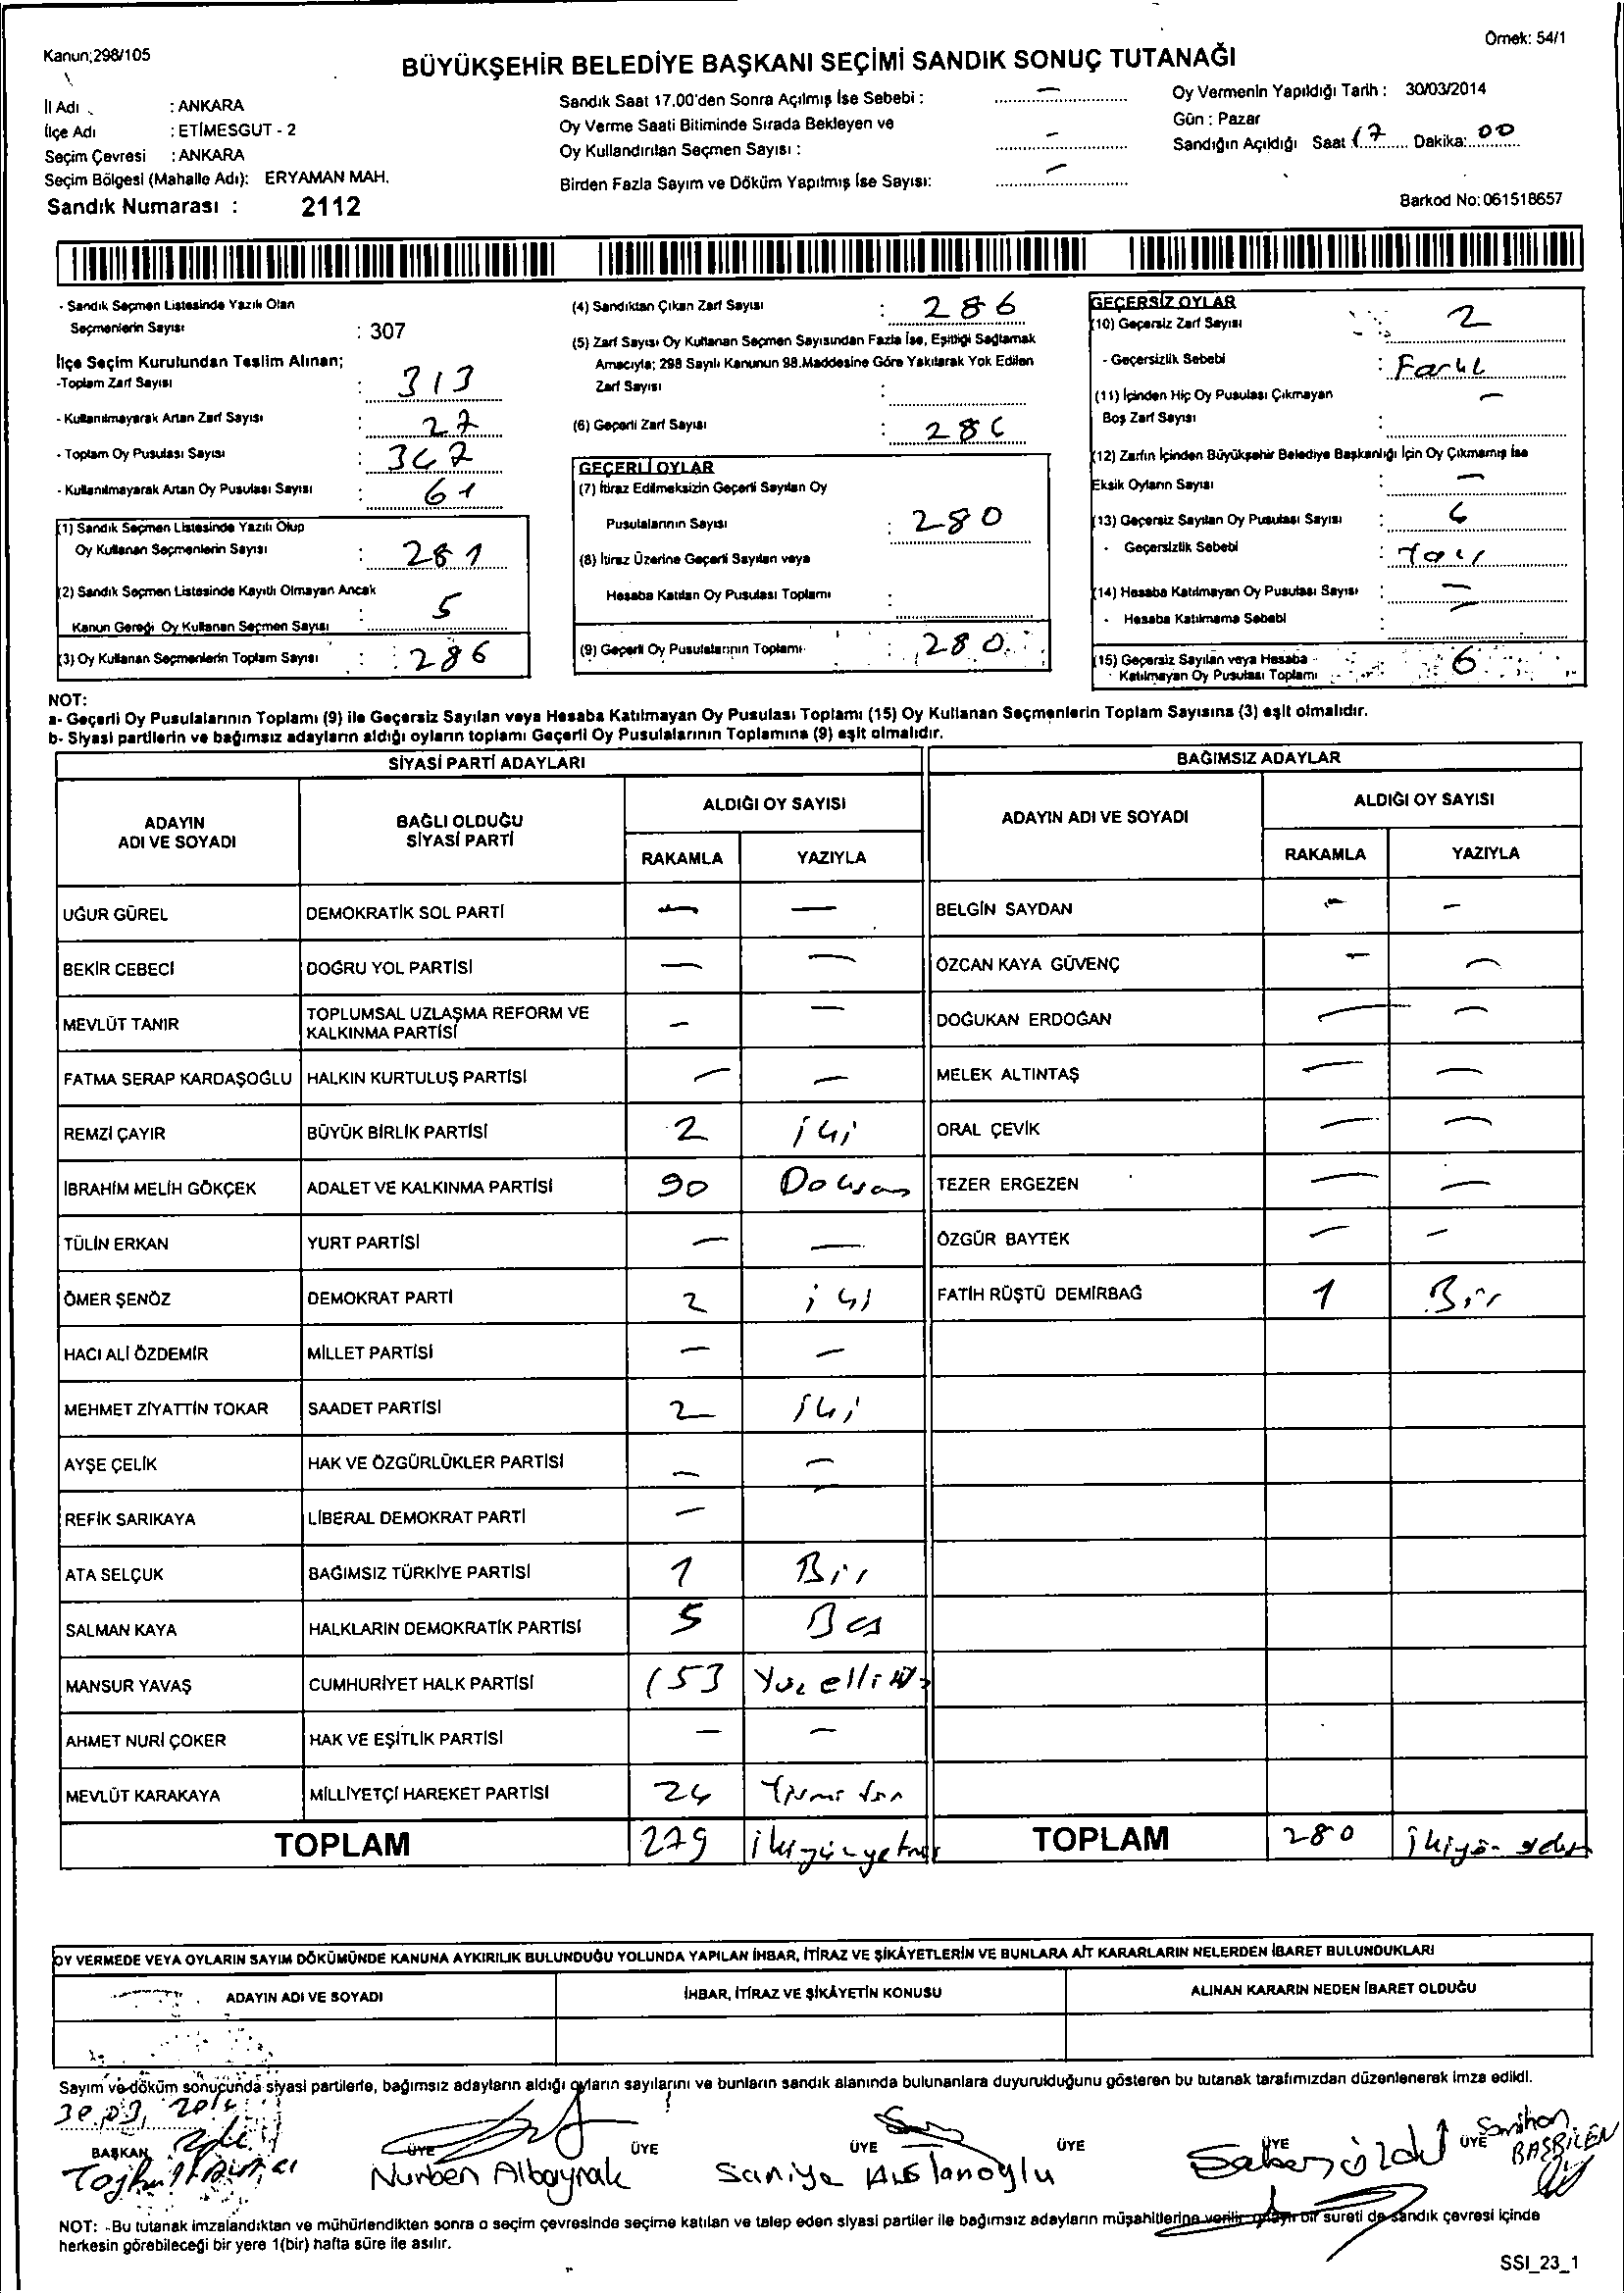 Kanun;298/105
Örnek: 54/1
BÜYÜKŞEHİR BELEDİYE BAŞKANI SEÇİMİ SANDIK SONUÇ TUTANAĞI
İl Adı : ANKARA
İlçe Adı : ETİMESGUT - 2
Seçim Çevresi : ANKARA
Seçim Bölgesi (Mahalle Adı): ERYAMAN MAH.
Sandık Numarası : 2112
Sandık Saat 17.00'den Sonra Açılmış İse Sebebi : –
Oy Verme Saati Bitiminde Sırada Bekleyen ve
Oy Kullandırılan Seçmen Sayısı : –
Birden Fazla Sayım ve Döküm Yapılmış İse Sayısı: –
Oy Vermenin Yapıldığı Tarih : 30/03/2014
Gün : Pazar
Sandığın Açıldığı Saat 17 Dakika: 00
Barkod No: 061518657
- Sandık Seçmen Listesinde Yazılı Olan
Seçmenlerin Sayısı : 307
İlçe Seçim Kurulundan Teslim Alınan;
-Toplam Zarf Sayısı : 313
- Kullanılmayarak Artan Zarf Sayısı : 27
- Toplam Oy Pusulası Sayısı : 347
- Kullanılmayarak Artan Oy Pusulası Sayısı : 61
(1) Sandık Seçmen Listesinde Yazılı Olup
Oy Kullanan Seçmenlerin Sayısı : 281
(2) Sandık Seçmen Listesinde Kayıtlı Olmayan Ancak
Kanun Gereği Oy Kullanan Seçmen Sayısı 5
(3) Oy Kullanan Seçmenlerin Toplam Sayısı : 286
(4) Sandıktan Çıkan Zarf Sayısı : 286
(5) Zarf Sayısı Oy Kullanan Seçmen Sayısından Fazla İse, Eşitliği Sağlamak
Amacıyla; 298 Sayılı Kanunun 98.Maddesine Göre Yakılarak Yok Edilen
Zarf Sayısı :
(6) Geçerli Zarf Sayısı : 286
GEÇERLİ OYLAR
(7) İtiraz Edilmeksizin Geçerli Sayılan Oy
Pusulalarının Sayısı : 280
(8) İtiraz Üzerine Geçerli Sayılan veya
Hesaba Katılan Oy Pusulası Toplamı :
(9) Geçerli Oy Pusulalarının Toplamı : 280
GEÇERSİZ OYLAR
(10) Geçersiz Zarf Sayısı : 2
- Geçersizlik Sebebi :
(11) İçinden Hiç Oy Pusulası Çıkmayan –
Boş Zarf Sayısı :
(12) Zarfın İçinden Büyükşehir Belediye Başkanlığı İçin Oy Çıkmamış İse
Eksik Oyların Sayısı : –
(13) Geçersiz Sayılan Oy Pusulası Sayısı : 6
- Geçersizlik Sebebi :
(14) Hesaba Katılmayan Oy Pusulası Sayısı : –
- Hesaba Katılmama Sebebi : –
(15) Geçersiz Sayılan veya Hesaba
Katılmayan Oy Pusulası Toplamı 6
NOT:
a- Geçerli Oy Pusulalarının Toplamı (9) ile Geçersiz Sayılan veya Hesaba Katılmayan Oy Pusulası Toplamı (15) Oy Kullanan Seçmenlerin Toplam Sayısına (3) eşit olmalıdır.
b- Siyasi partilerin ve bağımsız adayların aldığı oyların toplamı Geçerli Oy Pusulalarının Toplamına (9) eşit olmalıdır.
SİYASİ PARTİ ADAYLARI
BAĞIMSIZ ADAYLAR
ADAYIN
ADI VE SOYADI
BAĞLI OLDUĞU
SİYASİ PARTİ
ALDIĞI OY SAYISI
RAKAMLA YAZIYLA
ADAYIN ADI VE SOYADI
ALDIĞI OY SAYISI
RAKAMLA YAZIYLA
UĞUR GÜREL DEMOKRATİK SOL PARTİ – – BELGİN SAYDAN – –
BEKİR CEBECİ DOĞRU YOL PARTİSİ – – ÖZCAN KAYA GÜVENÇ – –
MEVLÜT TANIR TOPLUMSAL UZLAŞMA REFORM VE
KALKINMA PARTİSİ – – DOĞUKAN ERDOĞAN – –
FATMA SERAP KARDAŞOĞLU HALKIN KURTULUŞ PARTİSİ – – MELEK ALTINTAŞ – –
REMZİ ÇAYIR BÜYÜK BİRLİK PARTİSİ 2 iki ORAL ÇEVİK – –
İBRAHİM MELİH GÖKÇEK ADALET VE KALKINMA PARTİSİ 90 Doksan TEZER ERGEZEN – –
TÜLİN ERKAN YURT PARTİSİ – – ÖZGÜR BAYTEK – –
ÖMER ŞENÖZ DEMOKRAT PARTİ 2 iki FATİH RÜŞTÜ DEMİRBAĞ 1 Bir
HACI ALİ ÖZDEMİR MİLLET PARTİSİ – –
MEHMET ZİYATTİN TOKAR SAADET PARTİSİ 2 iki
AYŞE ÇELİK HAK VE ÖZGÜRLÜKLER PARTİSİ – –
REFİK SARIKAYA LİBERAL DEMOKRAT PARTİ – –
ATA SELÇUK BAĞIMSIZ TÜRKİYE PARTİSİ 1 Bir
SALMAN KAYA HALKLARIN DEMOKRATİK PARTİSİ 5 Bes
MANSUR YAVAŞ CUMHURİYET HALK PARTİSİ 153 Yüz elli üç
AHMET NURİ ÇOKER HAK VE EŞİTLİK PARTİSİ – –
MEVLÜT KARAKAYA MİLLİYETÇİ HAREKET PARTİSİ 24
TOPLAM 279 TOPLAM 280
OY VERMEDE VEYA OYLARIN SAYIM DÖKÜMÜNDE KANUNA AYKIRILIK BULUNDUĞU YOLUNDA YAPILAN İHBAR, İTİRAZ VE ŞİKÂYETLERİN VE BUNLARA AİT KARARLARIN NELERDEN İBARET BULUNDUKLARI
ADAYIN ADI VE SOYADI İHBAR, İTİRAZ VE ŞİKÂYETİN KONUSU ALINAN KARARIN NEDEN İBARET OLDUĞU
Sayım ve döküm sonucunda siyasi partilerle, bağımsız adayların aldığı oyların sayılarını ve bunların sandık alanında bulunanlara duyurulduğunu gösteren bu tutanak tarafımızdan düzenlenerek imza edildi.
30.03.2014
BAŞKAN ÜYE ÜYE ÜYE ÜYE ÜYE ÜYE
Nurben Albayrak Saniye Arslanoğlu
BAŞBİLEN
NOT: -Bu tutanak imzalandıktan ve mühürlendikten sonra o seçim çevresinde seçime katılan ve talep eden siyasi partiler ile bağımsız adayların müşahitlerine verilir, onaylı bir sureti de sandık çevresi içinde
herkesin görebileceği bir yere 1(bir) hafta süre ile asılır.
SSI_23_1